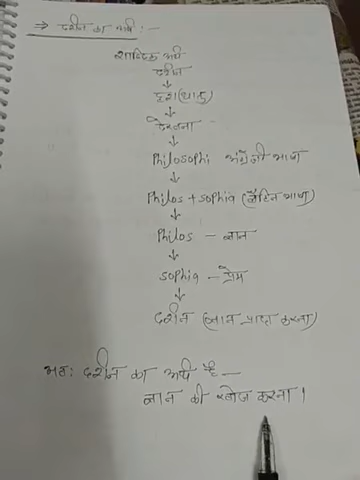 ⇒ दर्शन का अर्थ :-
शाब्दिक अर्थ
दर्शन
↓
दृश (धातु)
↓
देखना
↓
Philosophi अंग्रेजी भाषा
↓
Philos + Sophia (लैटिन भाषा)
↓
Philos – ज्ञान
↓
Sophia – प्रेम
↓
दर्शन (ज्ञान प्राप्त करना)
अतः दर्शन का अर्थ है –
ज्ञान की खोज करना।